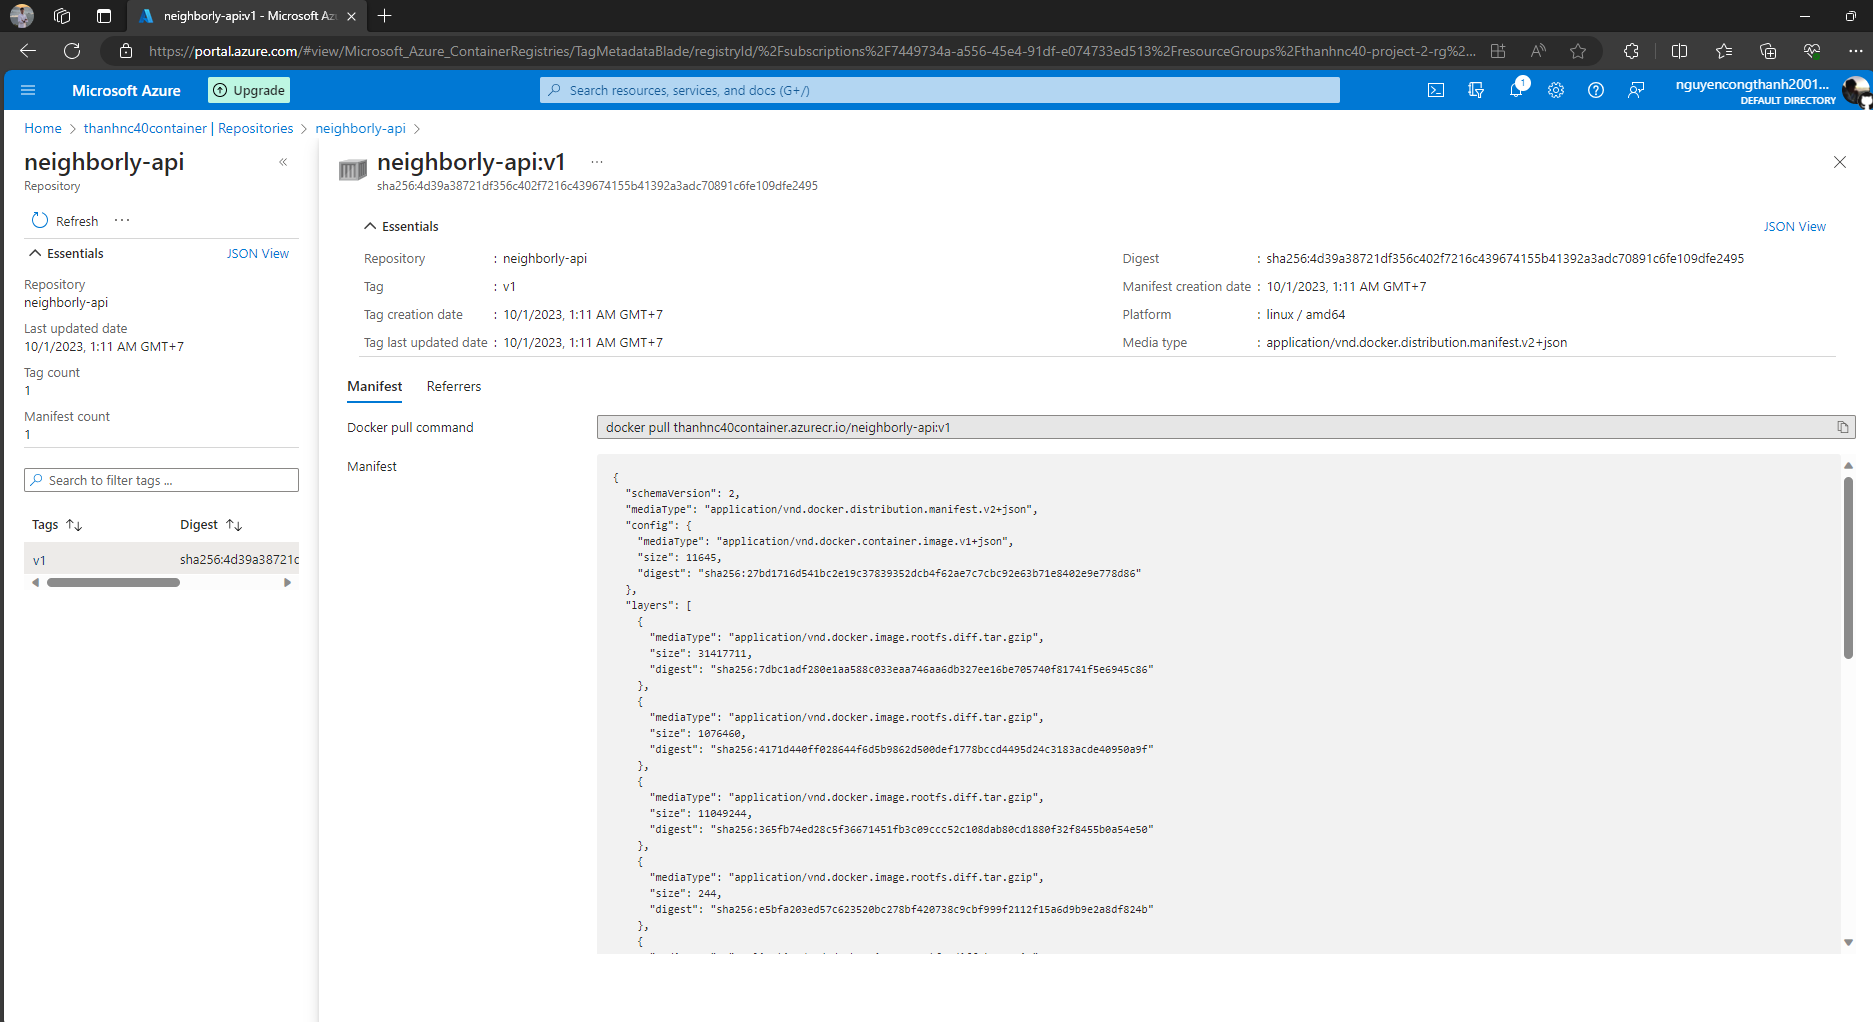 neighborly-api:v1 - Microsoft Az
https://portal.azure.com/#view/Microsoft_Azure_ContainerRegistries/TagMetadataBlade/registryId/%2Fsubscriptions%2F7449734a-a556-45e4-91df-e074733ed513%2FresourceGroups%2Fthanhnc40-project-2-rg%2...
Microsoft Azure
Upgrade
Search resources, services, and docs (G+/)
1
nguyencongthanh2001...
DEFAULT DIRECTORY
Home > thanhnc40container | Repositories > neighborly-api >
neighborly-api
Repository
Refresh ...
Essentials
JSON View
Repository
neighborly-api
Last updated date
10/1/2023, 1:11 AM GMT+7
Tag count
1
Manifest count
1
Search to filter tags ...
Tags
Digest
v1
sha256:4d39a38721c
neighborly-api:v1 ...
sha256:4d39a38721df356c402f7216c439674155b41392a3adc70891c6fe109dfe2495
Essentials
JSON View
Repository : neighborly-api
Tag : v1
Tag creation date : 10/1/2023, 1:11 AM GMT+7
Tag last updated date : 10/1/2023, 1:11 AM GMT+7
Digest : sha256:4d39a38721df356c402f7216c439674155b41392a3adc70891c6fe109dfe2495
Manifest creation date : 10/1/2023, 1:11 AM GMT+7
Platform : linux / amd64
Media type : application/vnd.docker.distribution.manifest.v2+json
Manifest
Referrers
Docker pull command
docker pull thanhnc40container.azurecr.io/neighborly-api:v1
Manifest
{
"schemaVersion": 2,
"mediaType": "application/vnd.docker.distribution.manifest.v2+json",
"config": {
"mediaType": "application/vnd.docker.container.image.v1+json",
"size": 11645,
"digest": "sha256:27bd1716d541bc2e19c37839352dcb4f62ae7c7cbc92e63b71e8402e9e778d86"
},
"layers": [
{
"mediaType": "application/vnd.docker.image.rootfs.diff.tar.gzip",
"size": 31417711,
"digest": "sha256:7dbc1adf280e1aa588c033eaa746aa6db327ee16be705740f81741f5e6945c86"
},
{
"mediaType": "application/vnd.docker.image.rootfs.diff.tar.gzip",
"size": 1076460,
"digest": "sha256:4171d440ff028644f6d5b9862d500def1778bccd4495d24c3183acde40950a9f"
},
{
"mediaType": "application/vnd.docker.image.rootfs.diff.tar.gzip",
"size": 11049244,
"digest": "sha256:365fb74ed28c5f36671451fb3c09ccc52c108dab80cd1880f32f8455b0a54e50"
},
{
"mediaType": "application/vnd.docker.image.rootfs.diff.tar.gzip",
"size": 244,
"digest": "sha256:e5bfa203ed57c623520bc278bf420738c9cbf999f2112f15a6d9b9e2a8df824b"
},
{